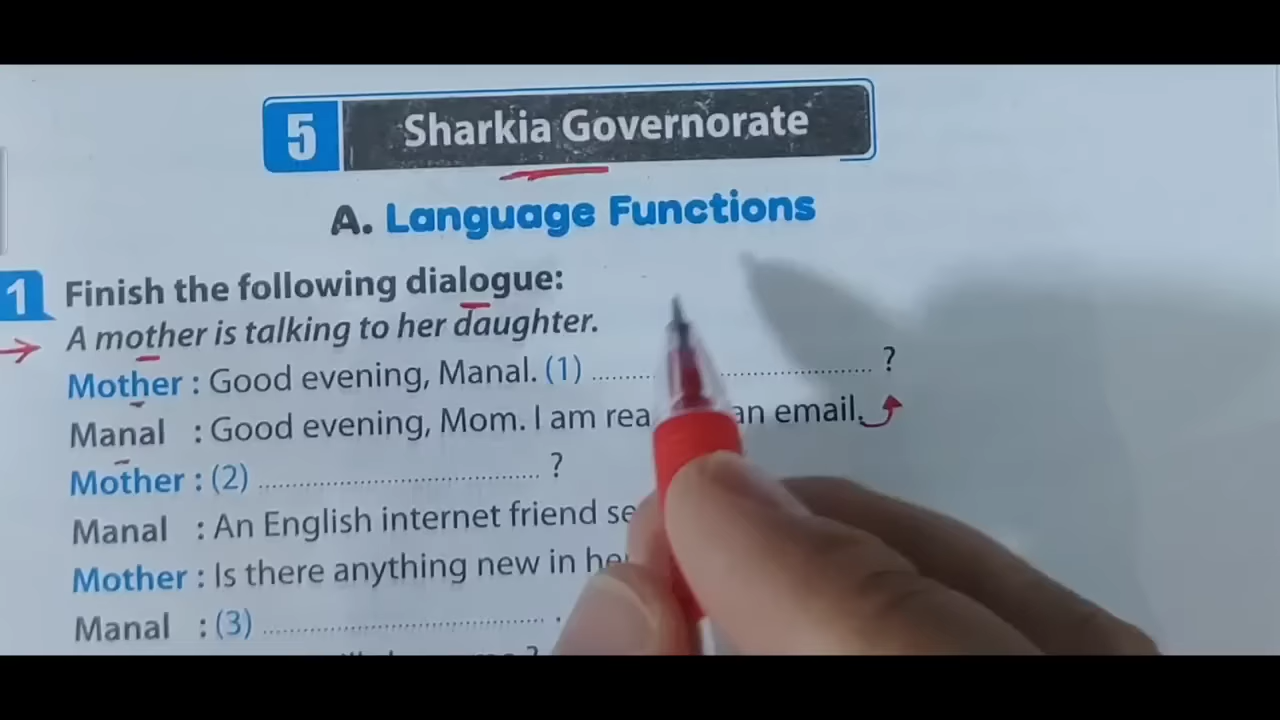 5 Sharkia Governorate
A. Language Functions
1 Finish the following dialogue:
A mother is talking to her daughter.
Mother : Good evening, Manal. (1) ........................................ ?
Manal : Good evening, Mom. I am rea an email.
Mother : (2) ........................................ ?
Manal : An English internet friend se
Mother : Is there anything new in he
Manal : (3) ........................................ .